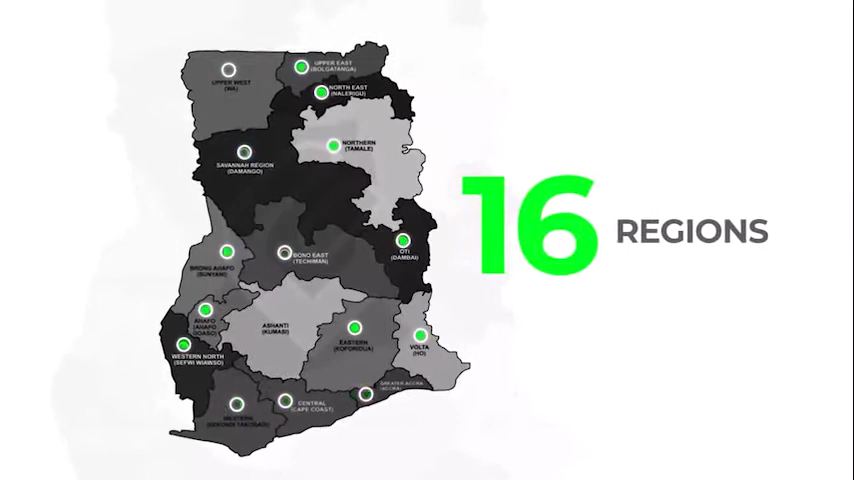 UPPER EAST
(BOLGATANGA)
UPPER WEST
(WA)
NORTH EAST
(NALERIGU)
NORTHERN
(TAMALE)
SAVANNAH REGION
(DAMANGO)
16 REGIONS
OTI
(DAMBAI)
BONO EAST
(TECHIMAN)
BRONG AHAFO
(SUNYANI)
AHAFO
(AHAFO
GOASO)
ASHANTI
(KUMASI)
EASTERN
(KOFORIDUA)
VOLTA
(HO)
WESTERN NORTH
(SEFWI WIAWSO)
GREATER ACCRA
(ACCRA)
CENTRAL
(CAPE COAST)
WESTERN
(SEKONDI TAKORADI)